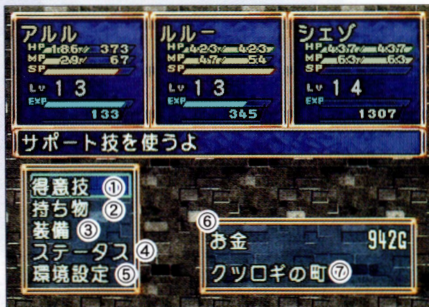 アルル
HP 186/ 373
MP 29/ 67
SP
Lv 13
EXP
133
ルルー
HP 423/ 423
MP 47/ 54
SP
Lv 13
EXP
345
シェゾ
HP 437/ 437
MP 63/ 63
SP
Lv 14
EXP
1307
サポート技を使うよ
得意技 ①
持ち物 ②
装備 ③
ステータス ④
環境設定 ⑤
⑥
お金 942G
クツロギの町 ⑦